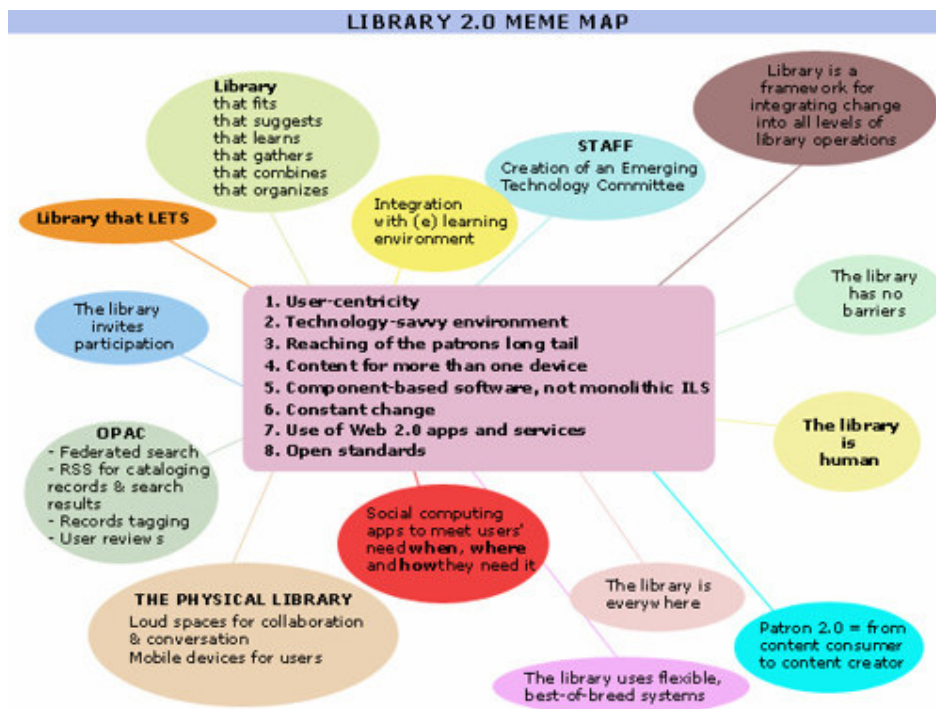 LIBRARY 2.0 MEME MAP
Library
that fits
that suggests
that learns
that gathers
that combines
that organizes
STAFF
Creation of an Emerging
Technology Committee
Library is a
framework for
integrating change
into all levels of
library operations
Library that LETS
Integration
with (e) learning
environment
The library
invites
participation
1. User-centricity
2. Technology-savvy environment
3. Reaching of the patrons long tail
4. Content for more than one device
5. Component-based software, not monolithic ILS
6. Constant change
7. Use of Web 2.0 apps and services
8. Open standards
The library
has no
barriers
OPAC
- Federated search
- RSS for cataloging
records & search
results
- Records tagging
- User reviews
The library
is
human
Social computing
apps to meet users'
need when, where
and how they need it
THE PHYSICAL LIBRARY
Loud spaces for collaboration
& conversation
Mobile devices for users
The library is
everywhere
Patron 2.0 = from
content consumer
to content creator
The library uses flexible,
best-of-breed systems